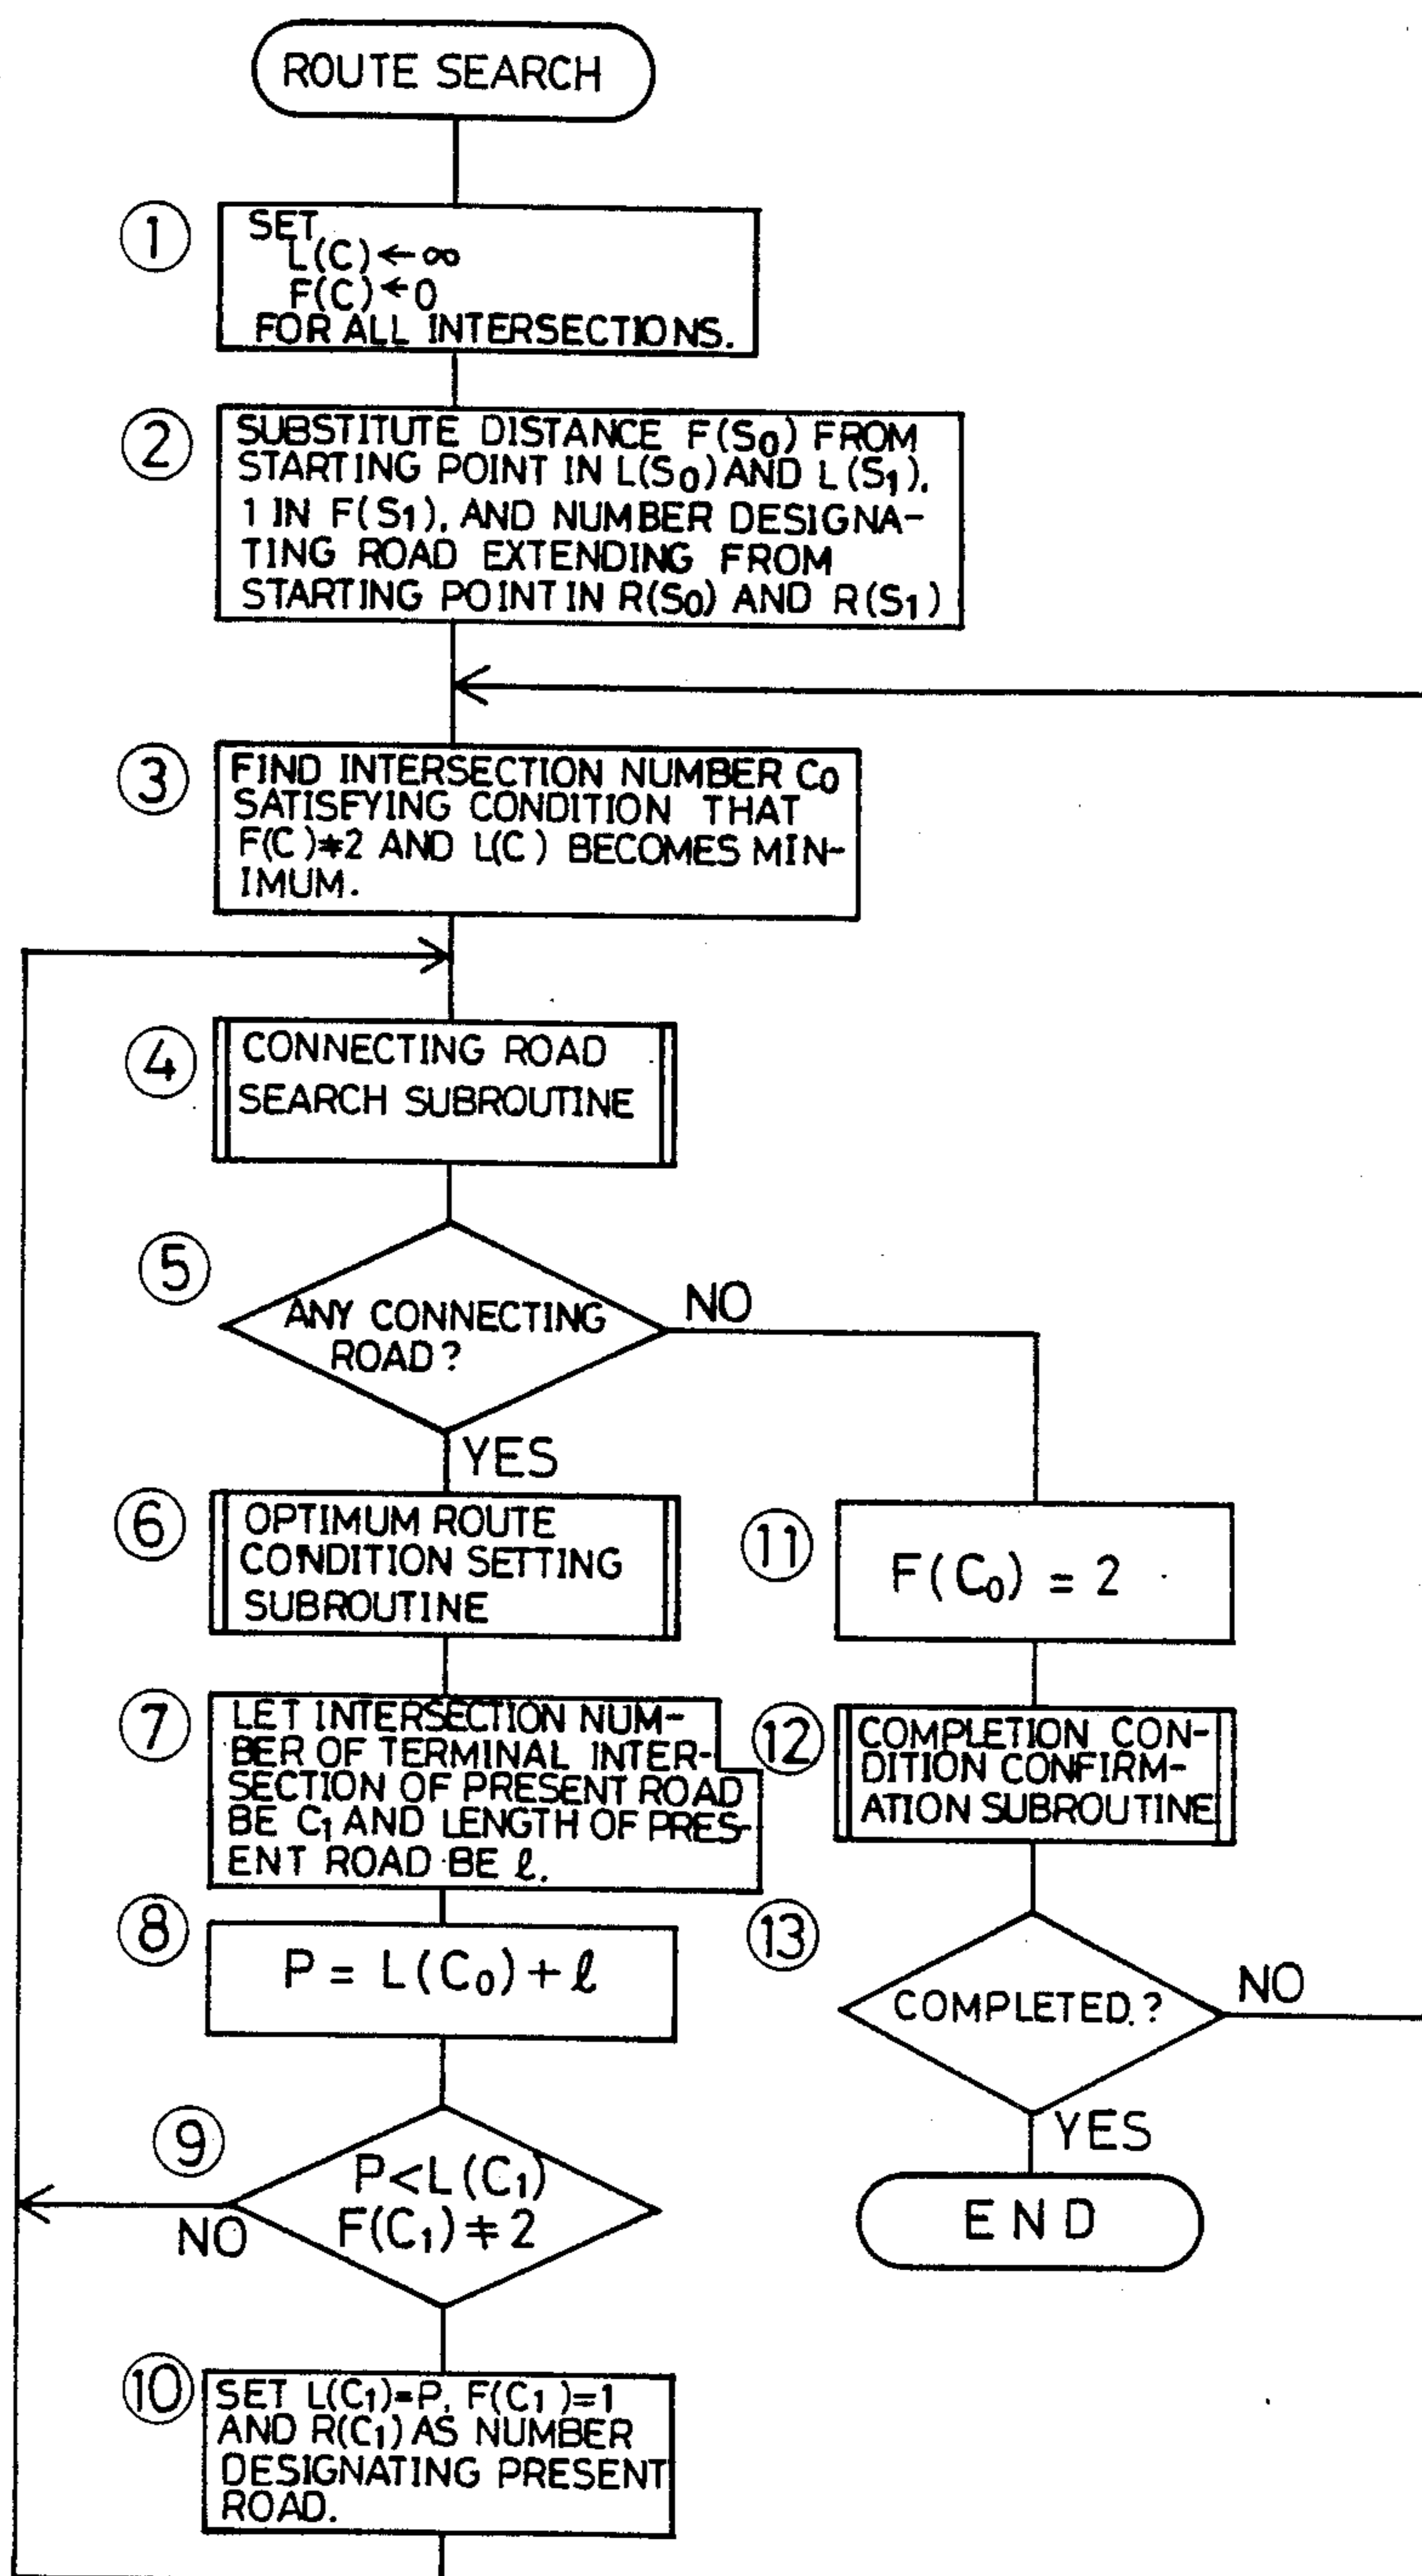 ROUTE SEARCH
①
SET
L(C)←∞
F(C)←0
FOR ALL INTERSECTIONS.
②
SUBSTITUTE DISTANCE F(S₀) FROM
STARTING POINT IN L(S₀) AND L(S₁),
1 IN F(S₁), AND NUMBER DESIGNA-
TING ROAD EXTENDING FROM
STARTING POINT IN R(S₀) AND R(S₁)
③
FIND INTERSECTION NUMBER C₀
SATISFYING CONDITION THAT
F(C)≠2 AND L(C) BECOMES MIN-
IMUM.
④
CONNECTING ROAD
SEARCH SUBROUTINE
⑤
ANY CONNECTING
ROAD?
NO
YES
⑥
OPTIMUM ROUTE
CONDITION SETTING
SUBROUTINE
⑦
LET INTERSECTION NUM-
BER OF TERMINAL INTER-
SECTION OF PRESENT ROAD
BE C₁ AND LENGTH OF PRES-
ENT ROAD BE ℓ.
⑧
P = L(C₀)+ℓ
⑨
P<L(C₁)
F(C₁)≠2
NO
⑩
SET L(C₁)=P, F(C₁)=1
AND R(C₁) AS NUMBER
DESIGNATING PRESENT
ROAD.
⑪
F(C₀) = 2
⑫
COMPLETION CON-
DITION CONFIRM-
ATION SUBROUTINE
⑬
COMPLETED.?
NO
YES
END